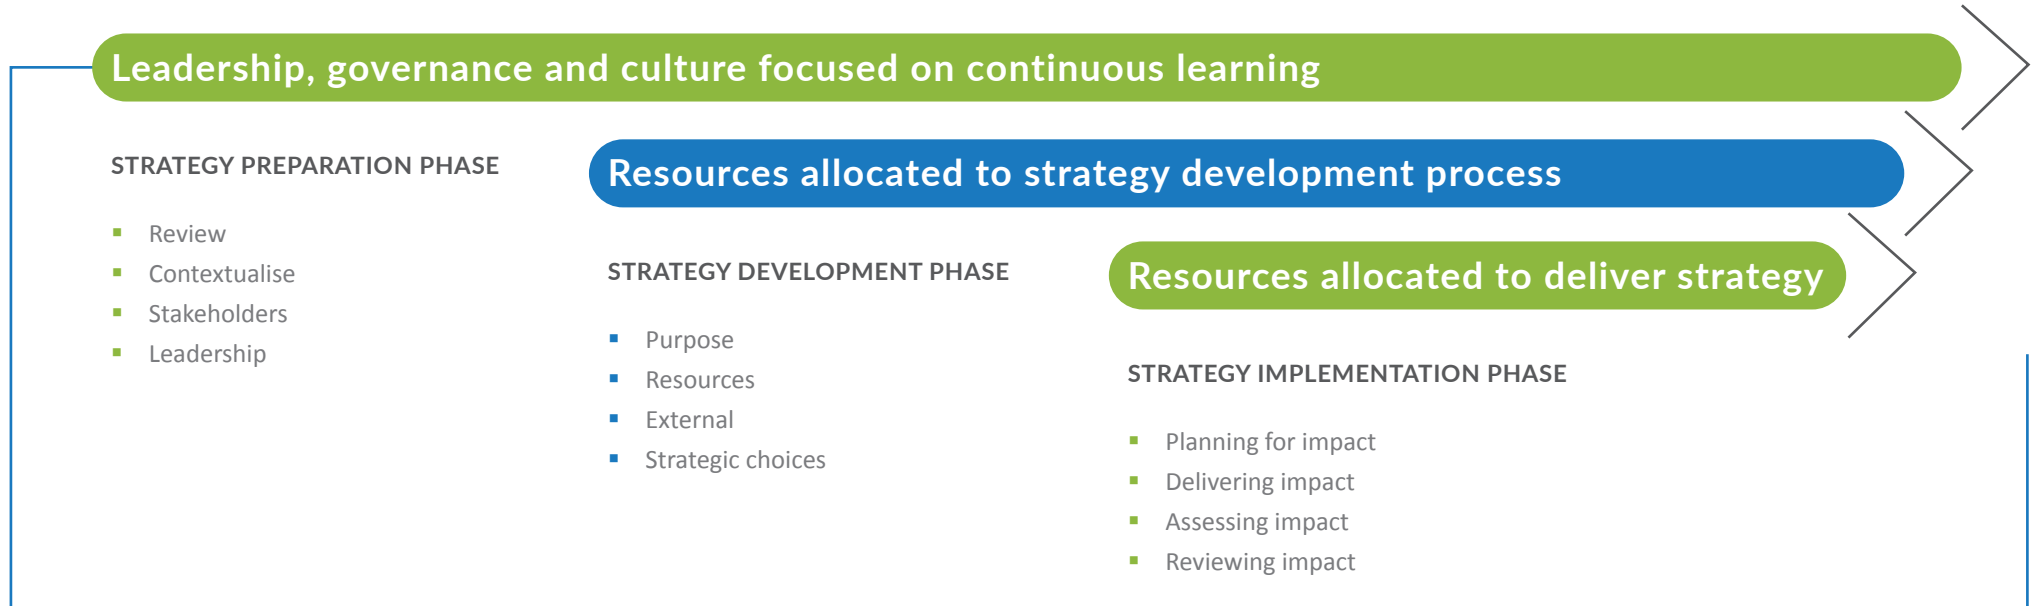 Leadership, governance and culture focused on continuous learning
STRATEGY PREPARATION PHASE
Review
Contextualise
Stakeholders
Leadership
Resources allocated to strategy development process
STRATEGY DEVELOPMENT PHASE
Purpose
Resources
External
Strategic choices
Resources allocated to deliver strategy
STRATEGY IMPLEMENTATION PHASE
Planning for impact
Delivering impact
Assessing impact
Reviewing impact